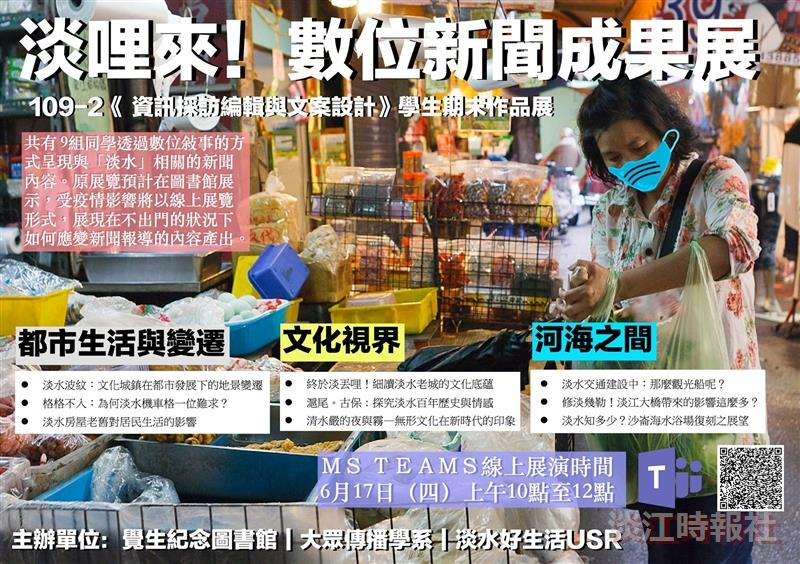 淡哩來! 數位新聞成果展
109-2《資訊採訪編輯與文案設計》學生期末作品展
共有9組同學透過數位敘事的方
式呈現與「淡水」相關的新聞
內容。原展覽預計在圖書館展
示,受疫情影響將以線上展覽
形式,展現在不出門的狀況下
如何應變新聞報導的內容產出。
都市生活與變遷
● 淡水波紋:文化城鎮在都市發展下的地景變遷
● 格格不入:為何淡水機車格一位難求?
● 淡水房屋老舊對居民生活的影響
文化視界
● 終於淡丟哩!細讀淡水老城的文化底蘊
● 滬尾。古保:探究淡水百年歷史與情感
● 清水嚴的夜與霧—無形文化在新時代的印象
河海之間
● 淡水交通建設中:那麼觀光船呢?
● 修淡幾勒!淡江大橋帶來的影響這麼多?
● 淡水知多少?沙崙海水浴場復刻之展望
MS TEAMS線上展演時間
6月17日(四)上午10點至12點
T
主辦單位: 覺生紀念圖書館 | 大眾傳播學系 | 淡水好生活USR
淡江時報社